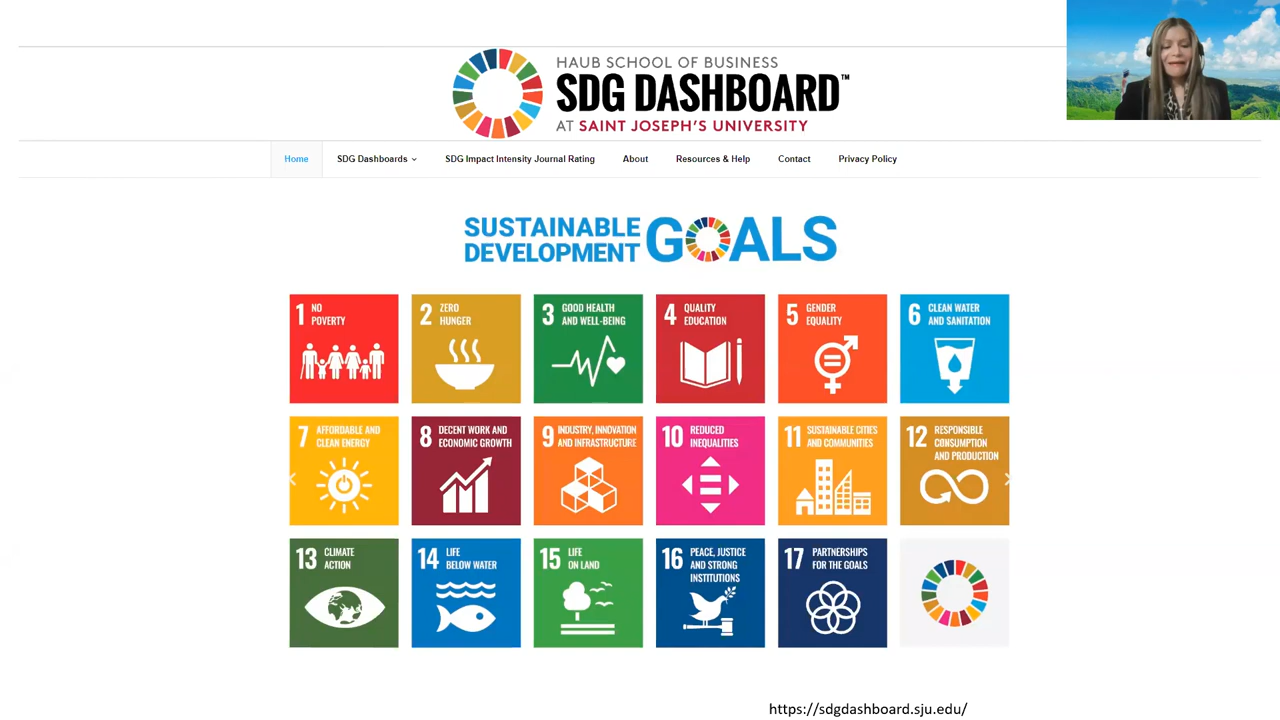 HAUB SCHOOL OF BUSINESS
SDG DASHBOARD™
AT SAINT JOSEPH'S UNIVERSITY
Home
SDG Dashboards
SDG Impact Intensity Journal Rating
About
Resources & Help
Contact
Privacy Policy
SUSTAINABLE
DEVELOPMENT
GOALS
1 NO
POVERTY
2 ZERO
HUNGER
3 GOOD HEALTH
AND WELL-BEING
4 QUALITY
EDUCATION
5 GENDER
EQUALITY
6 CLEAN WATER
AND SANITATION
7 AFFORDABLE AND
CLEAN ENERGY
8 DECENT WORK AND
ECONOMIC GROWTH
9 INDUSTRY, INNOVATION
AND INFRASTRUCTURE
10 REDUCED
INEQUALITIES
11 SUSTAINABLE CITIES
AND COMMUNITIES
12 RESPONSIBLE
CONSUMPTION
AND PRODUCTION
13 CLIMATE
ACTION
14 LIFE
BELOW WATER
15 LIFE
ON LAND
16 PEACE, JUSTICE
AND STRONG
INSTITUTIONS
17 PARTNERSHIPS
FOR THE GOALS
https://sdgdashboard.sju.edu/